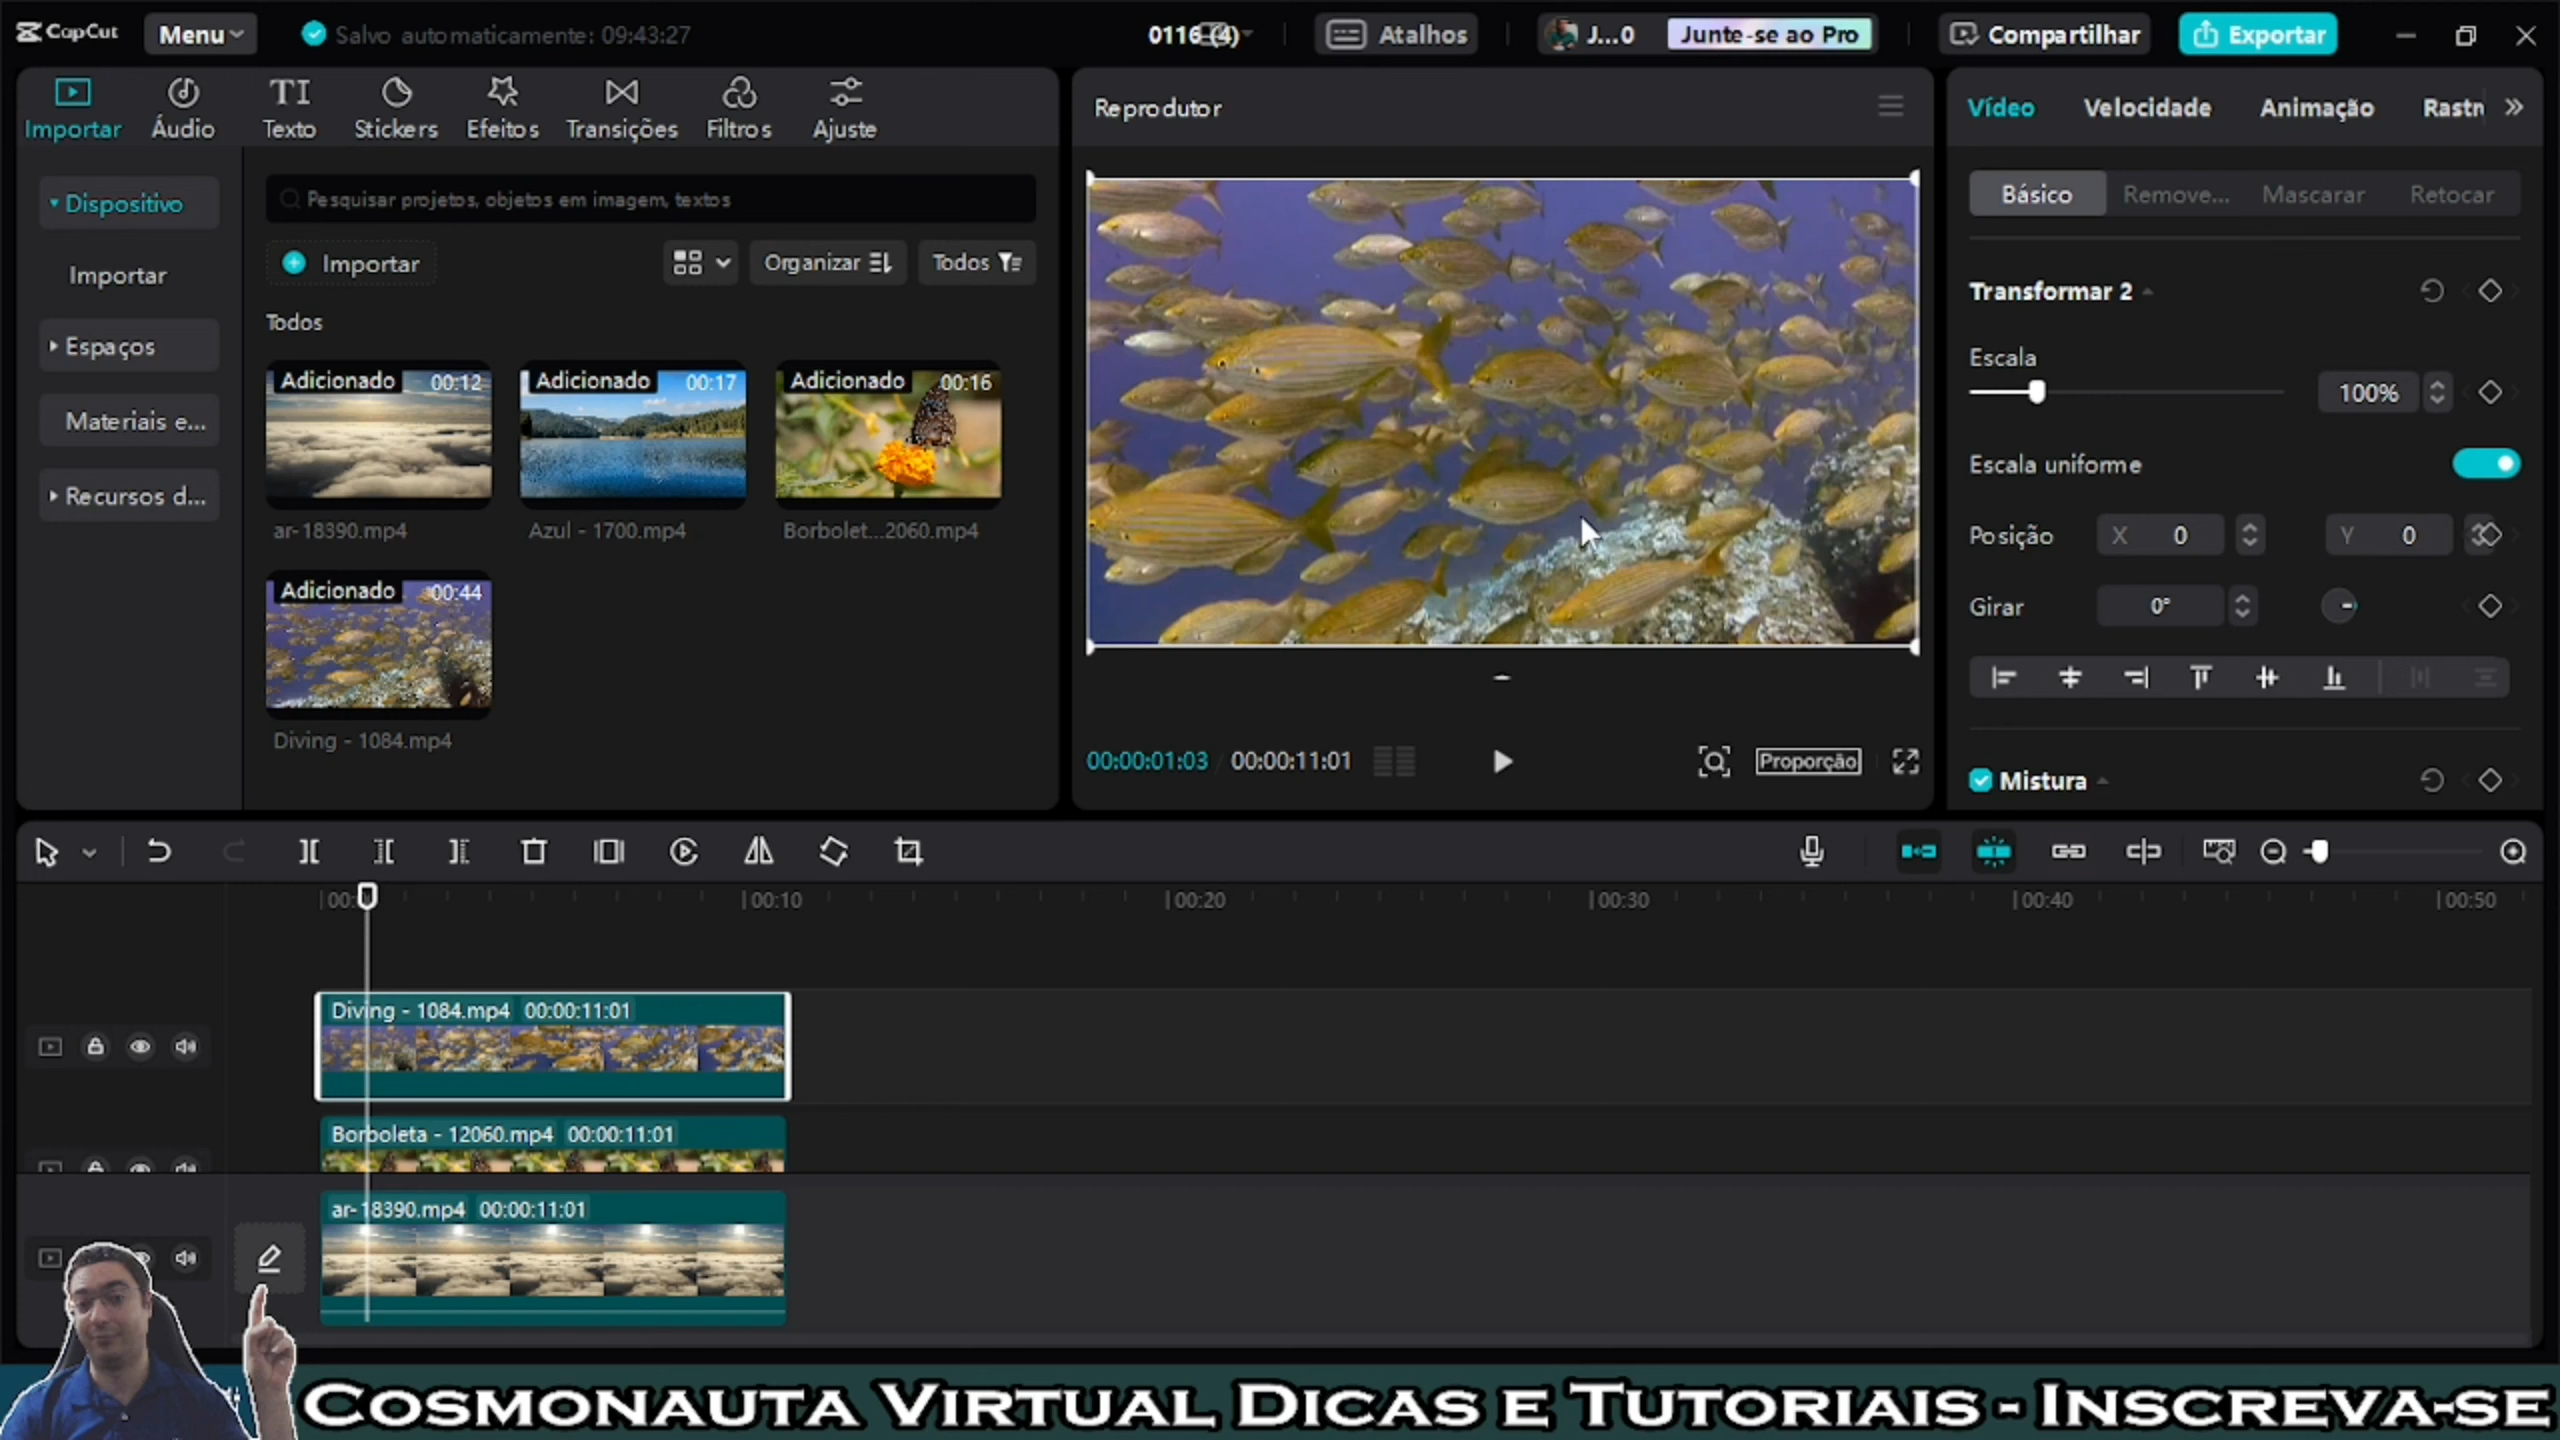 CapCut
Menu
Salvo automaticamente: 09:43:27
0116 (4)
Atalhos
J...0
Junte-se ao Pro
Compartilhar
Exportar
Importar
Áudio
Texto
Stickers
Efeitos
Transições
Filtros
Ajuste
Dispositivo
Importar
Espaços
Materiais e...
Recursos d...
Pesquisar projetos, objetos em imagem, textos
Importar
Organizar
Todos
Todos
Adicionado 00:12
Adicionado 00:17
Adicionado 00:16
ar-18390.mp4
Azul - 1700.mp4
Borbolet...2060.mp4
Adicionado 00:44
Diving - 1084.mp4
Reprodutor
00:00:01:03 00:00:11:01
Proporção
Vídeo
Velocidade
Animação
Rastr
Básico
Remove...
Mascarar
Retocar
Transformar 2
Escala
100%
Escala uniforme
Posição X 0 Y 0
Girar 0°
Mistura
00:10 00:20 00:30 00:40 00:50
Diving - 1084.mp4 00:00:11:01
Borboleta - 12060.mp4 00:00:11:01
ar-18390.mp4 00:00:11:01
Cosmonauta Virtual Dicas e Tutoriais - Inscreva-se